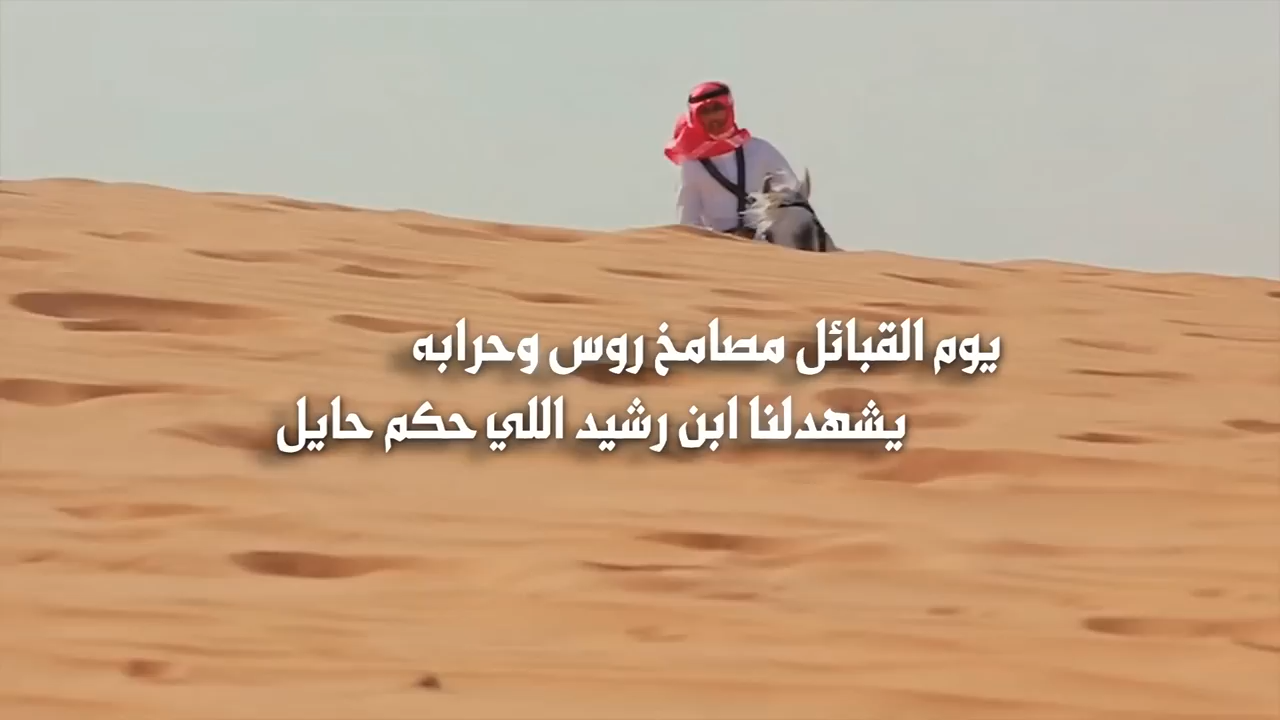 يوم القبائل مصامخ روس وحرابه
يشهدلنا ابن رشيد اللي حكم حايل